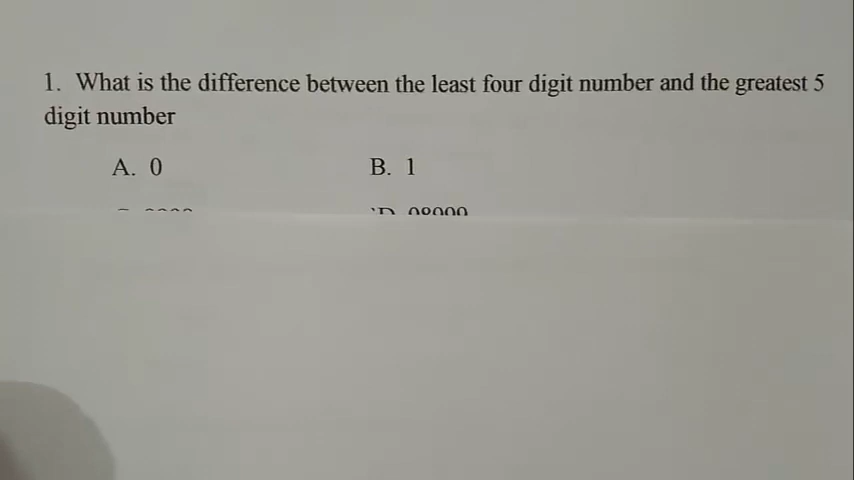 1. What is the difference between the least four digit number and the greatest 5
digit number
A. 0 B. 1